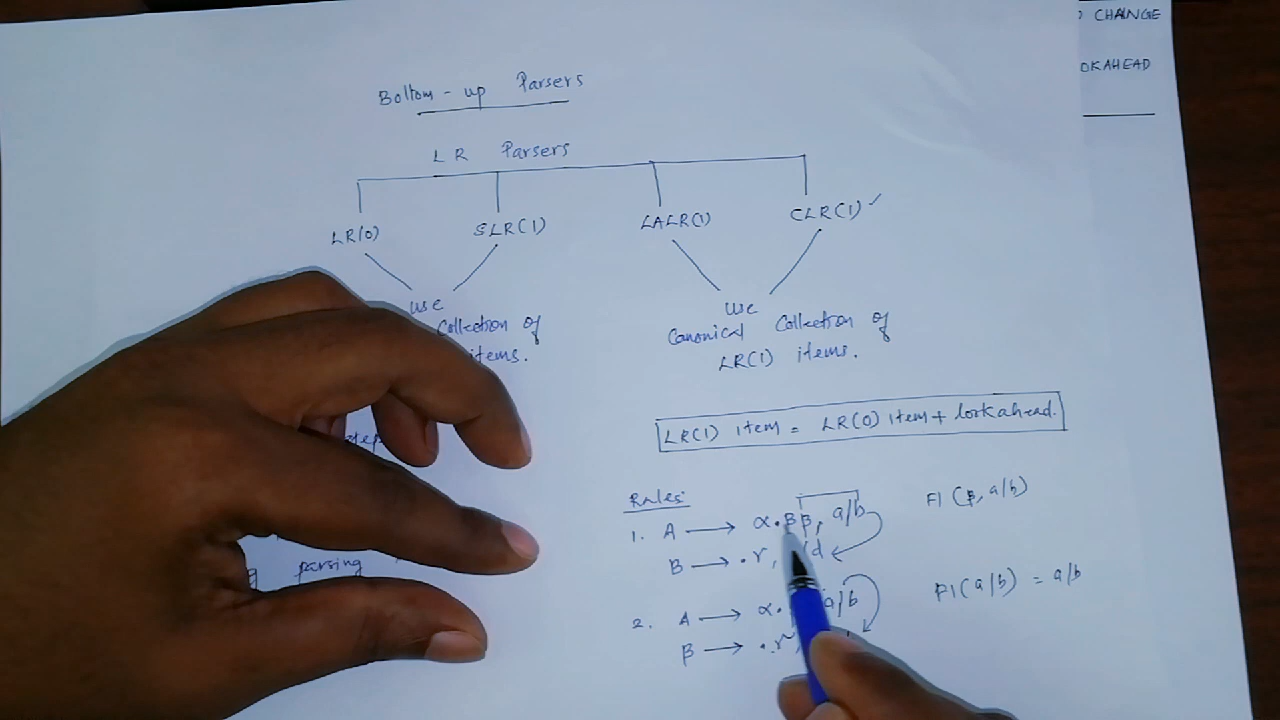 CHANGE
OKAHEAD
Bottom-up Parsers
LR Parsers
LR(0) SLR(1) LALR(1) CLR(1) ✓
use
Collection of
items.
use
Canonical Collection of
LR(1) items.
LR(1) item = LR(0) item + lookahead.
step
parsing
Rules:
1. A → α.BB, a/b FI (B, a/b)
B → .r, /d
2. A → α. a/b FI(a/b) = a/b
B → .r